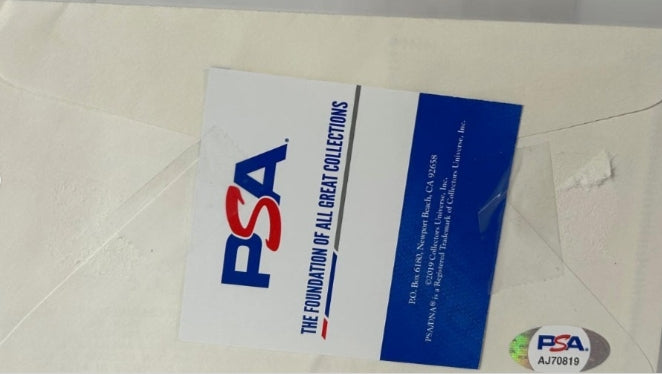 PSA®
THE FOUNDATION OF ALL GREAT COLLECTIONS
P.O. Box 6180, Newport Beach, CA 92658
©2019 Collectors Universe, Inc.
PSA/DNA® is a Registered Trademark of Collectors Universe, Inc.
PSA
AJ70819